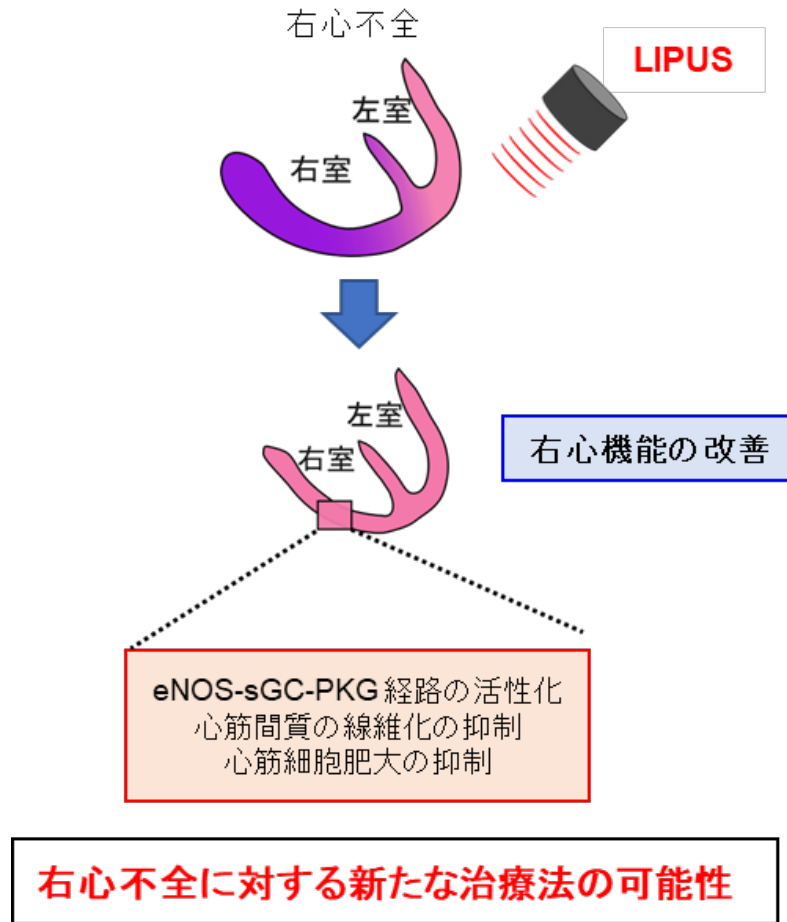 右心不全
LIPUS
左室
右室
左室
右室
右心機能の改善
eNOS-sGC-PKG 経路の活性化
心筋間質の線維化の抑制
心筋細胞肥大の抑制
右心不全に対する新たな治療法の可能性